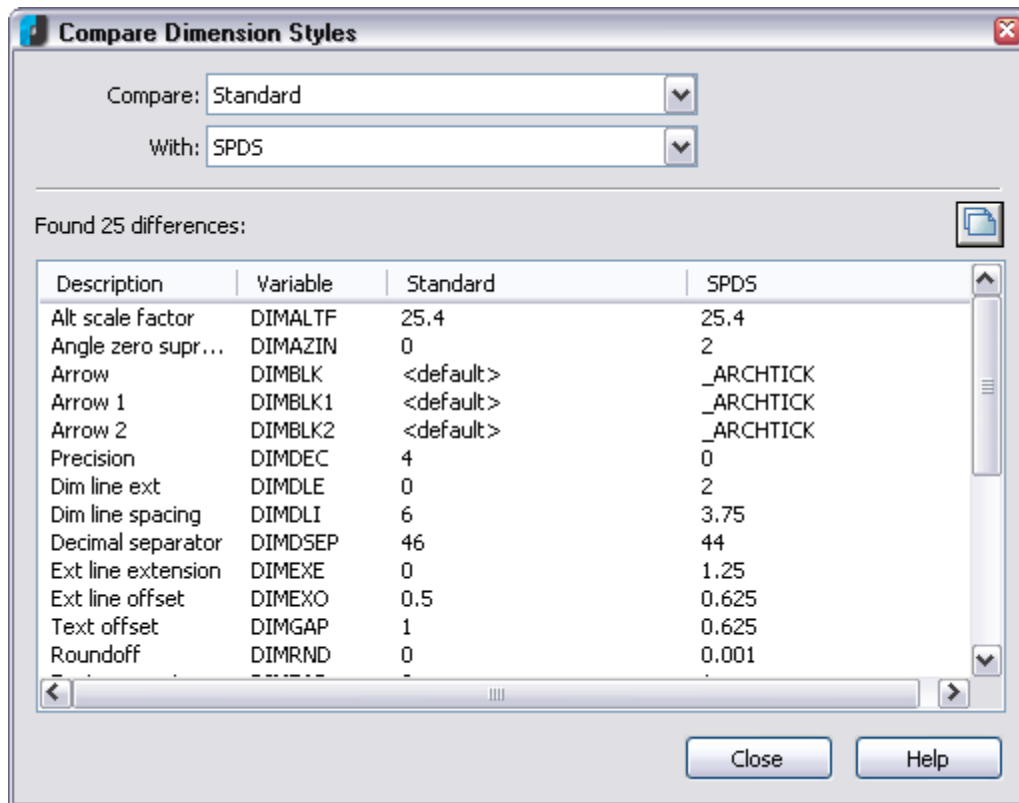 Compare Dimension Styles
Compare: Standard
With: SPDS
Found 25 differences:
Description Variable Standard SPDS
Alt scale factor DIMALTF 25.4 25.4
Angle zero supr... DIMAZIN 0 2
Arrow DIMBLK <default> _ARCHTICK
Arrow 1 DIMBLK1 <default> _ARCHTICK
Arrow 2 DIMBLK2 <default> _ARCHTICK
Precision DIMDEC 4 0
Dim line ext DIMDLE 0 2
Dim line spacing DIMDLI 6 3.75
Decimal separator DIMDSEP 46 44
Ext line extension DIMEXE 0 1.25
Ext line offset DIMEXO 0.5 0.625
Text offset DIMGAP 1 0.625
Roundoff DIMRND 0 0.001
Close Help